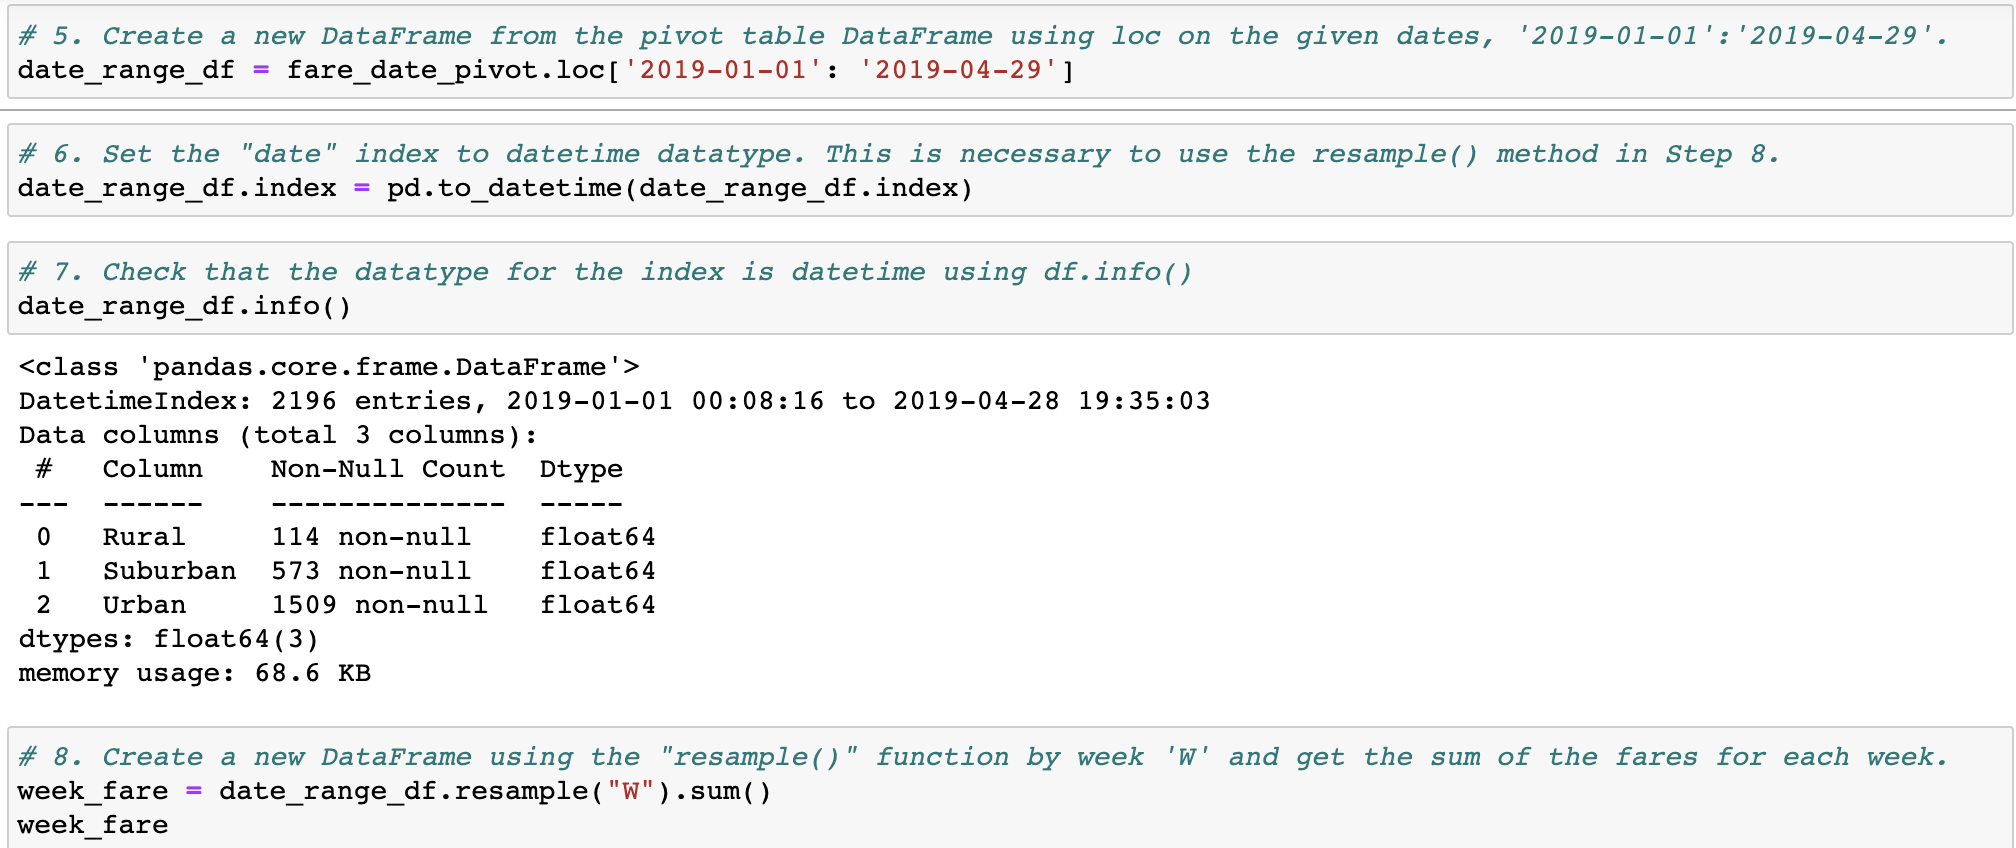 # 5. Create a new DataFrame from the pivot table DataFrame using loc on the given dates, '2019-01-01':'2019-04-29'.
date_range_df = fare_date_pivot.loc['2019-01-01': '2019-04-29']
# 6. Set the "date" index to datetime datatype. This is necessary to use the resample() method in Step 8.
date_range_df.index = pd.to_datetime(date_range_df.index)
# 7. Check that the datatype for the index is datetime using df.info()
date_range_df.info()
<class 'pandas.core.frame.DataFrame'>
DatetimeIndex: 2196 entries, 2019-01-01 00:08:16 to 2019-04-28 19:35:03
Data columns (total 3 columns):
 #   Column    Non-Null Count  Dtype
---  ------    --------------  -----
 0   Rural     114 non-null    float64
 1   Suburban  573 non-null    float64
 2   Urban     1509 non-null   float64
dtypes: float64(3)
memory usage: 68.6 KB
# 8. Create a new DataFrame using the "resample()" function by week 'W' and get the sum of the fares for each week.
week_fare = date_range_df.resample("W").sum()
week_fare